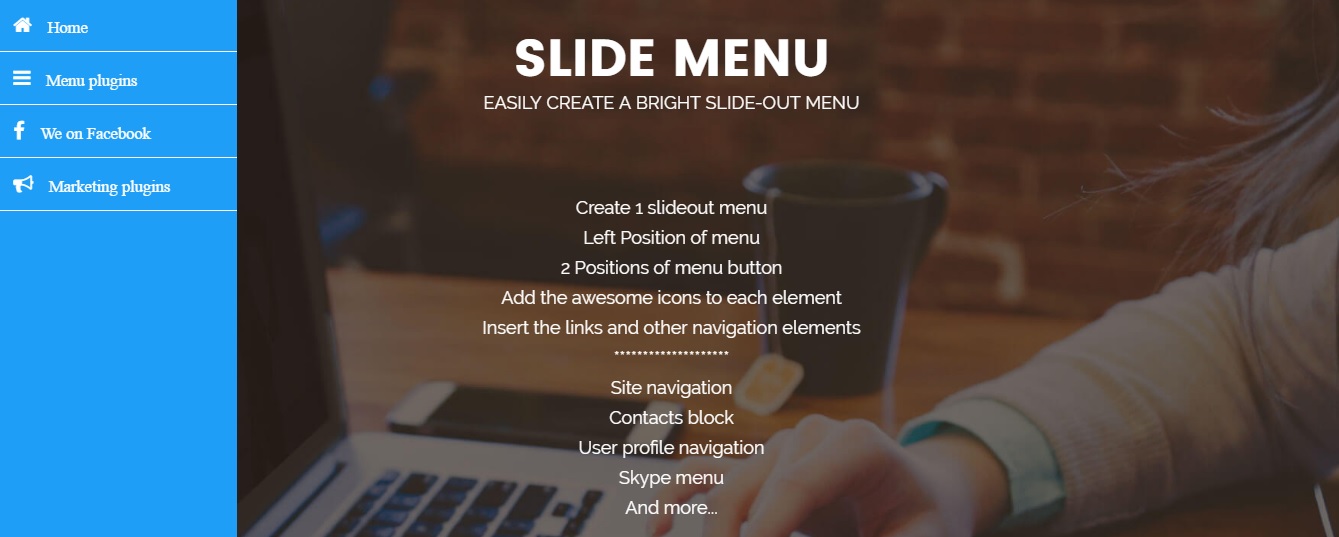 Home
Menu plugins
We on Facebook
Marketing plugins
SLIDE MENU
EASILY CREATE A BRIGHT SLIDE-OUT MENU
Create 1 slideout menu
Left Position of menu
2 Positions of menu button
Add the awesome icons to each element
Insert the links and other navigation elements
********************
Site navigation
Contacts block
User profile navigation
Skype menu
And more...